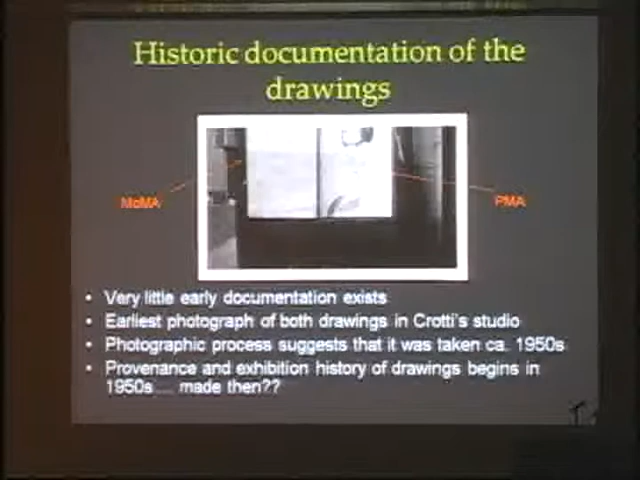 Historic documentation of the
drawings
MoMA
PMA
• Very little early documentation exists
• Earliest photograph of both drawings in Crotti's studio
• Photographic process suggests that it was taken ca. 1950s
• Provenance and exhibition history of drawings begins in
1950s... made then??